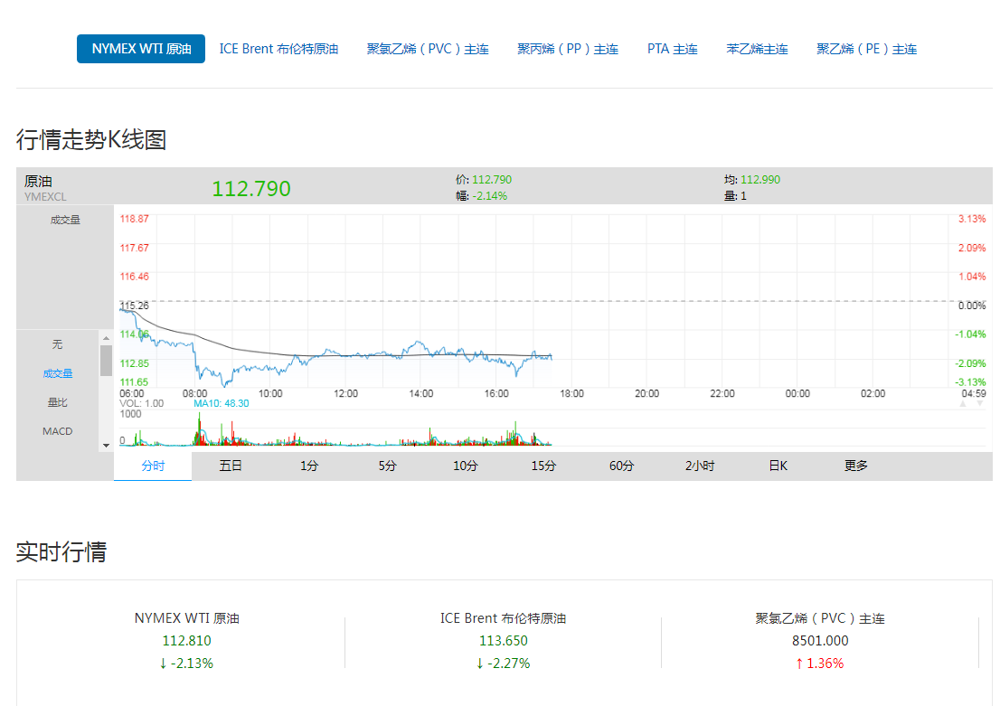 NYMEX WTI 原油 ICE Brent 布伦特原油 聚氯乙烯（PVC）主连 聚丙烯（PP）主连 PTA 主连 苯乙烯主连 聚乙烯（PE）主连
行情走势K线图
原油 112.790 价: 112.790 均: 112.990
YMEXCL 幅: -2.14% 量: 1
成交量 118.87 3.13%
117.67 2.09%
116.46 1.04%
115.26 0.00%
114.06 -1.04%
无
112.85 -2.09%
成交量
111.65 -3.13%
06:00 08:00 10:00 12:00 14:00 16:00 18:00 20:00 22:00 00:00 02:00 04:59
量比 VOL: 1.00 MA10: 48.30
1000
MACD
0
分时 五日 1分 5分 10分 15分 60分 2小时 日K 更多
实时行情
NYMEX WTI 原油 ICE Brent 布伦特原油 聚氯乙烯（PVC）主连
112.810 113.650 8501.000
↓ -2.13% ↓ -2.27% ↑ 1.36%